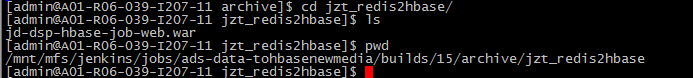 [admin@A01-R06-039-I207-11 archive]$ cd jzt_redis2hbase/
[admin@A01-R06-039-I207-11 jzt_redis2hbase]$ ls
jd-dsp-hbase-job-web.war
[admin@A01-R06-039-I207-11 jzt_redis2hbase]$ pwd
/mnt/mfs/jenkins/jobs/ads-data-tohbasenewmedia/builds/15/archive/jzt_redis2hbase
[admin@A01-R06-039-I207-11 jzt_redis2hbase]$